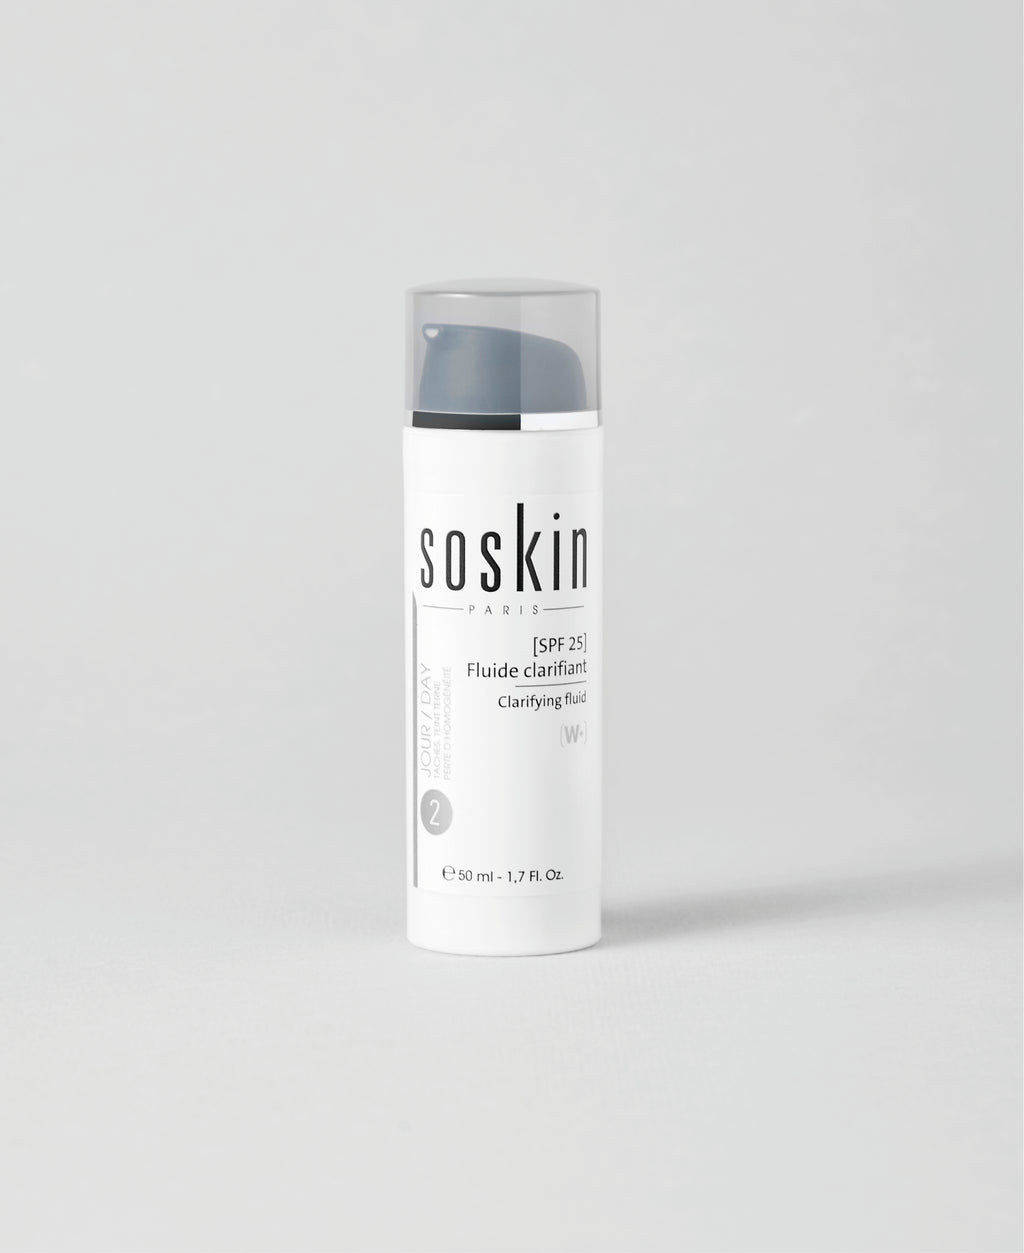 soskin
PARIS
[SPF 25]
Fluide clarifiant
Clarifying fluid
(W+)
JOUR / DAY
TACHES, TEINT TERNE
PERTE D'HOMOGÉNÉITÉ
2
℮ 50 ml - 1,7 Fl. Oz.